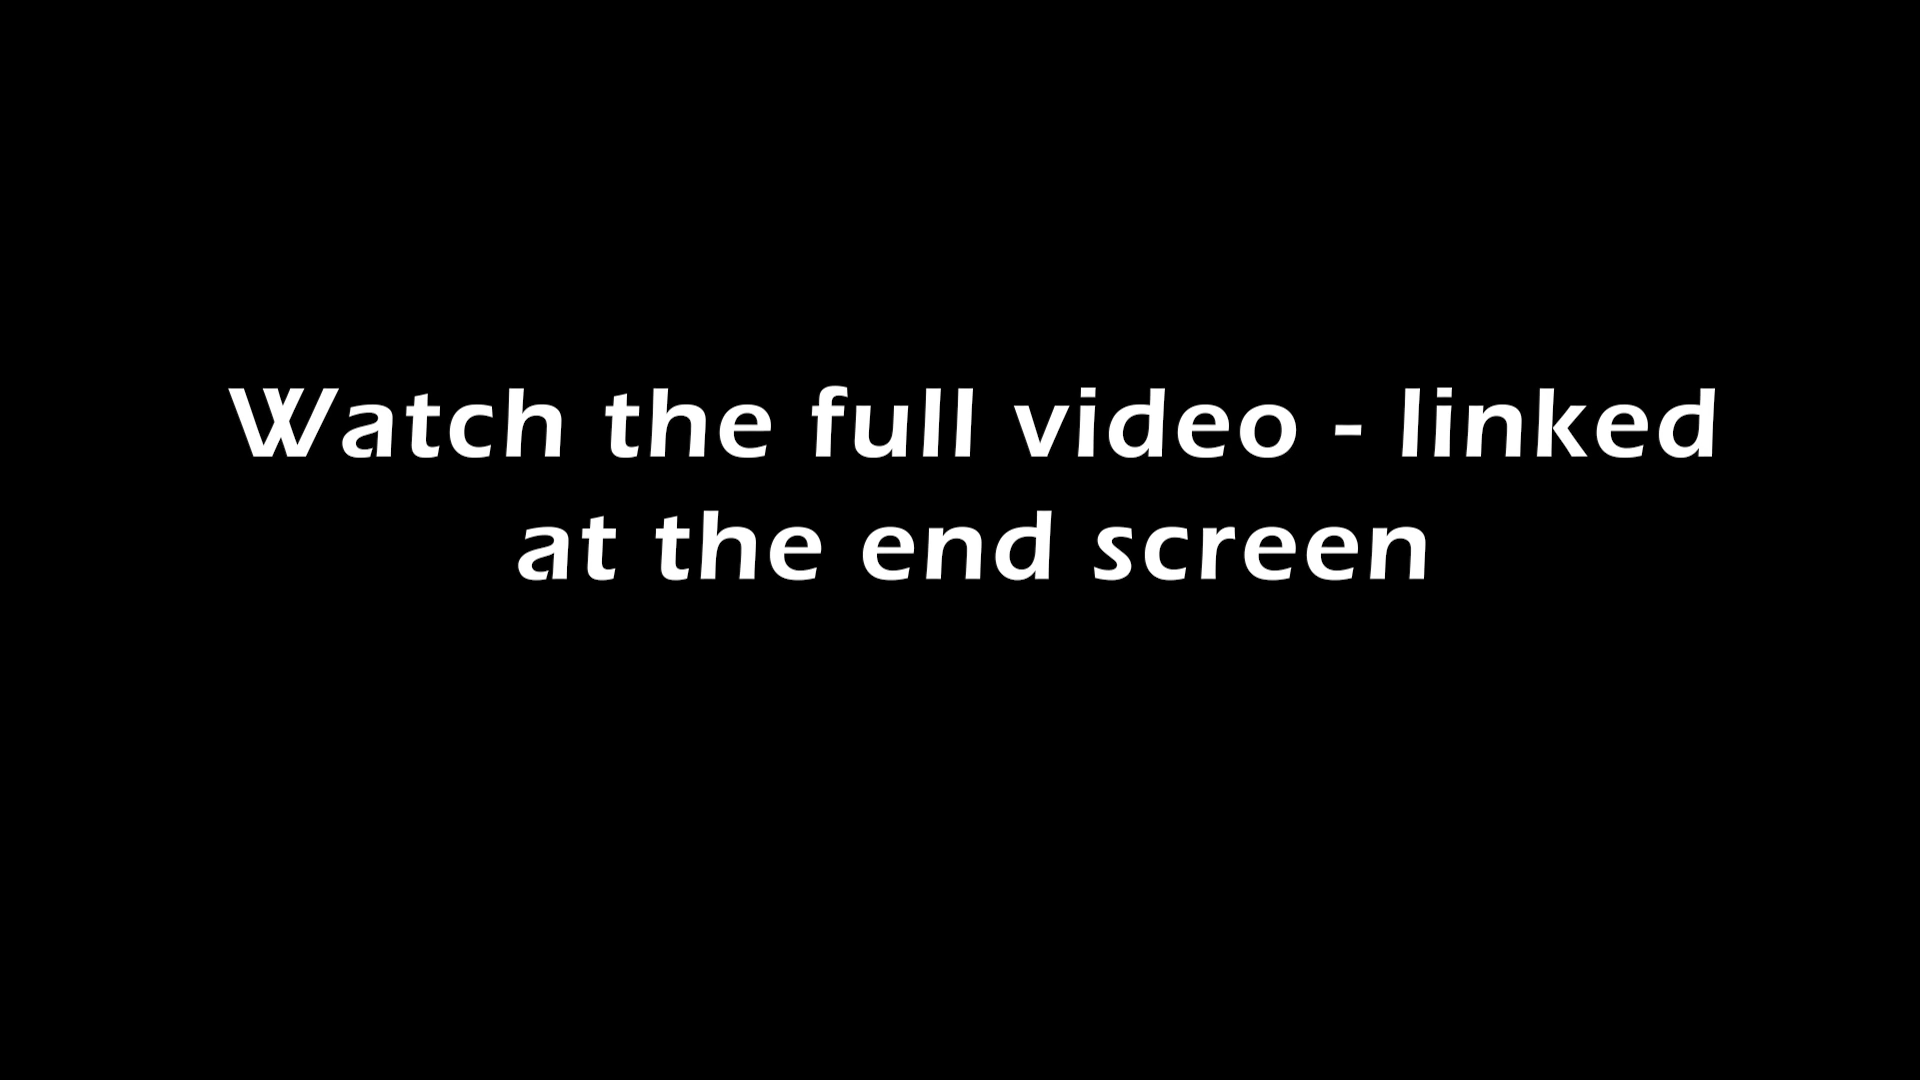 Watch the full video - linked
at the end screen